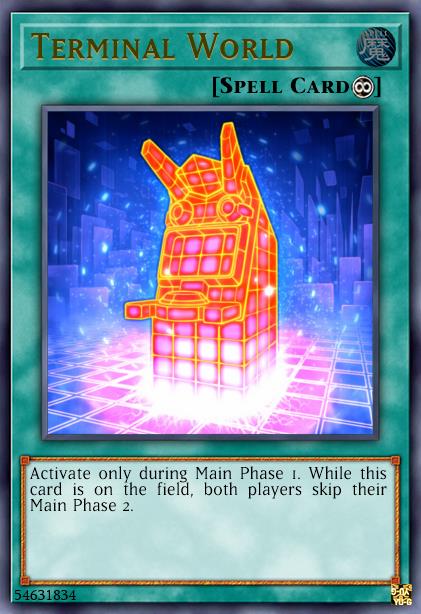 Terminal World
[Spell Card]
魔
Activate only during Main Phase 1. While this
card is on the field, both players skip their
Main Phase 2.
54631834